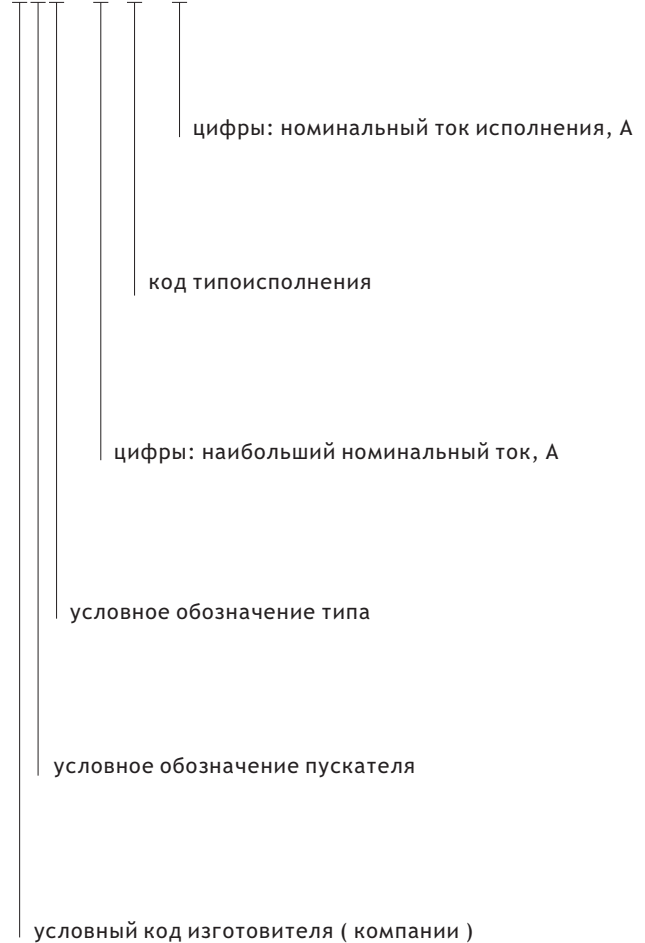 цифры: номинальный ток исполнения, А
код типоисполнения
цифры: наибольший номинальный ток, А
условное обозначение типа
условное обозначение пускателя
условный код изготовителя ( компании )